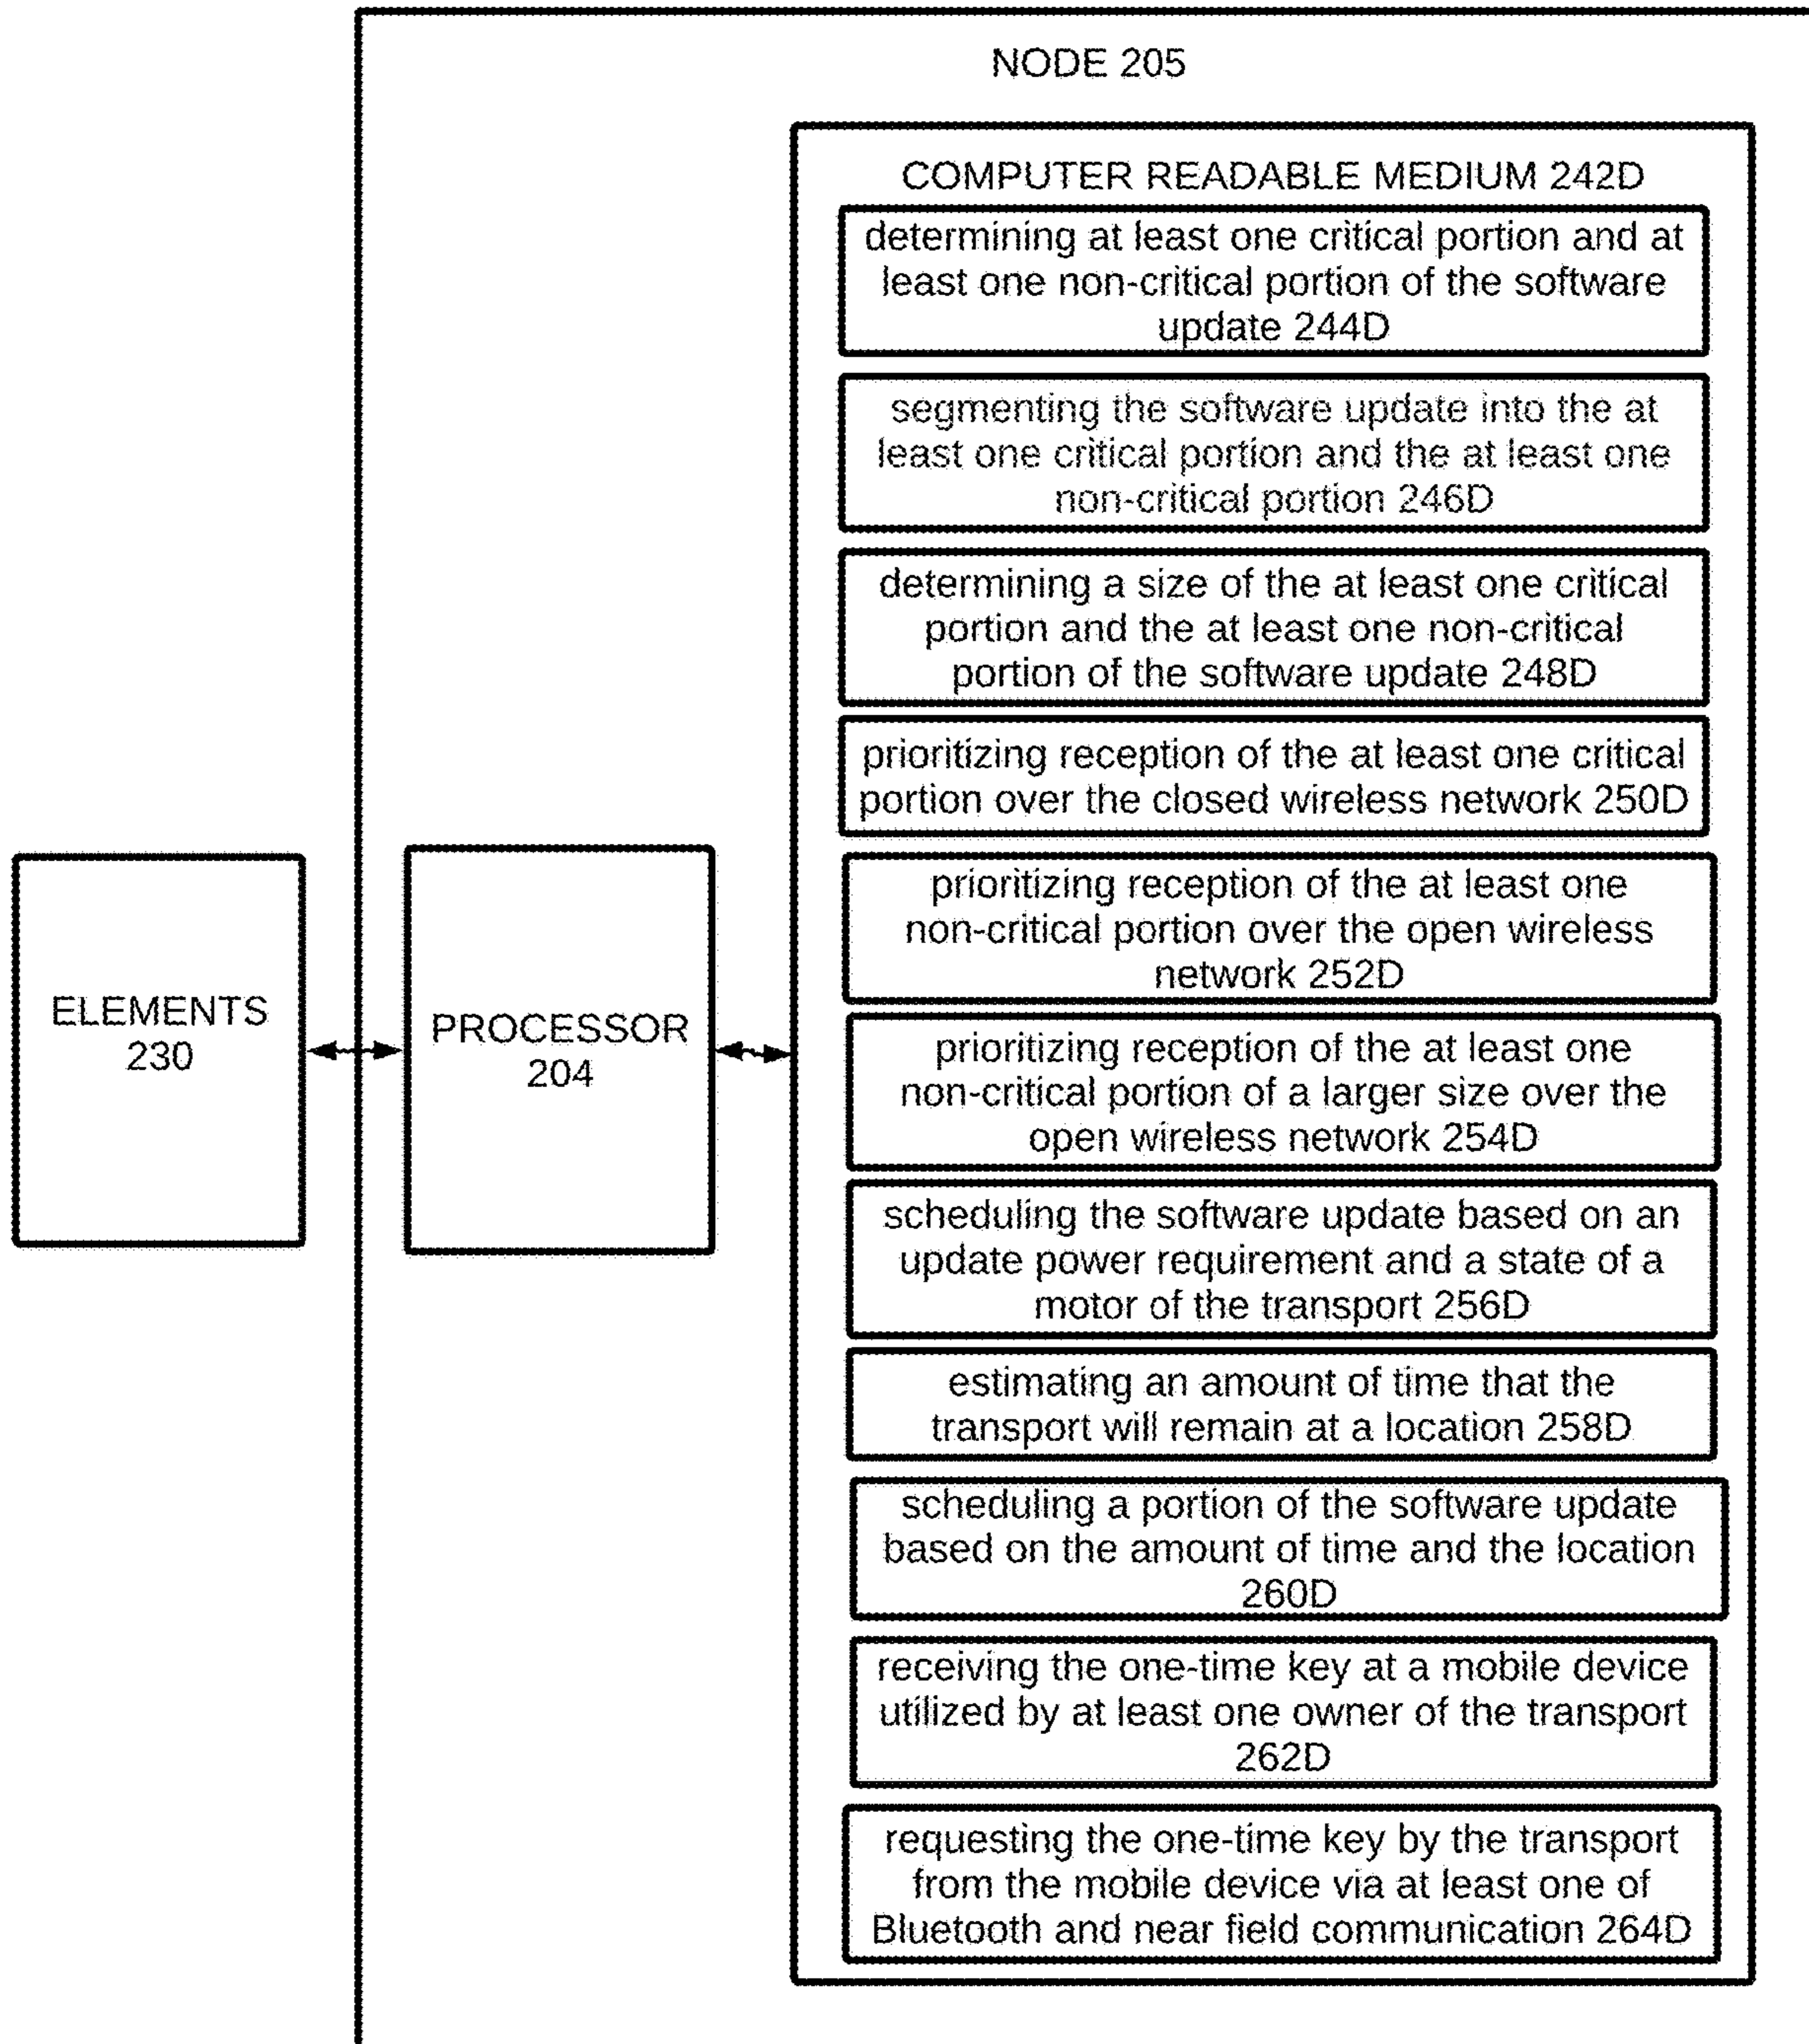 NODE 205
COMPUTER READABLE MEDIUM 242D
determining at least one critical portion and at
least one non-critical portion of the software
update 244D
segmenting the software update into the at
least one critical portion and the at least one
non-critical portion 246D
determining a size of the at least one critical
portion and the at least one non-critical
portion of the software update 248D
prioritizing reception of the at least one critical
portion over the closed wireless network 250D
prioritizing reception of the at least one
non-critical portion over the open wireless
network 252D
prioritizing reception of the at least one
non-critical portion of a larger size over the
open wireless network 254D
scheduling the software update based on an
update power requirement and a state of a
motor of the transport 256D
estimating an amount of time that the
transport will remain at a location 258D
scheduling a portion of the software update
based on the amount of time and the location
260D
receiving the one-time key at a mobile device
utilized by at least one owner of the transport
262D
requesting the one-time key by the transport
from the mobile device via at least one of
Bluetooth and near field communication 264D
ELEMENTS
230
PROCESSOR
204